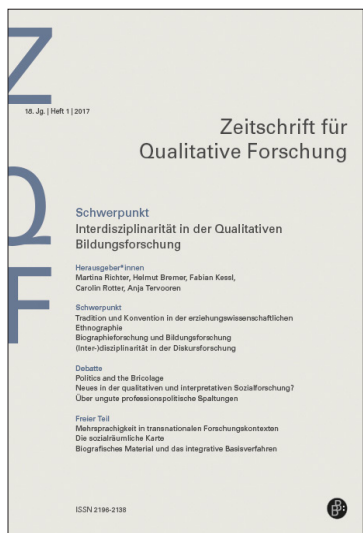 Z
Q
F
18. Jg. | Heft 1 | 2017
Zeitschrift für
Qualitative Forschung
Schwerpunkt
Interdisziplinarität in der Qualitativen
Bildungsforschung
Herausgeber*innen
Martina Richter, Helmut Bremer, Fabian Kessl,
Carolin Rotter, Anja Tervooren
Schwerpunkt
Tradition und Konvention in der erziehungswissenschaftlichen
Ethnographie
Biographieforschung und Bildungsforschung
(Inter-)disziplinarität in der Diskursforschung
Debatte
Politics and the Bricolage
Neues in der qualitativen und interpretativen Sozialforschung?
Über ungute professionspolitische Spaltungen
Freier Teil
Mehrsprachigkeit in transnationalen Forschungskontexten
Die sozialräumliche Karte
Biografisches Material und das integrative Basisverfahren
ISSN 2196-2138